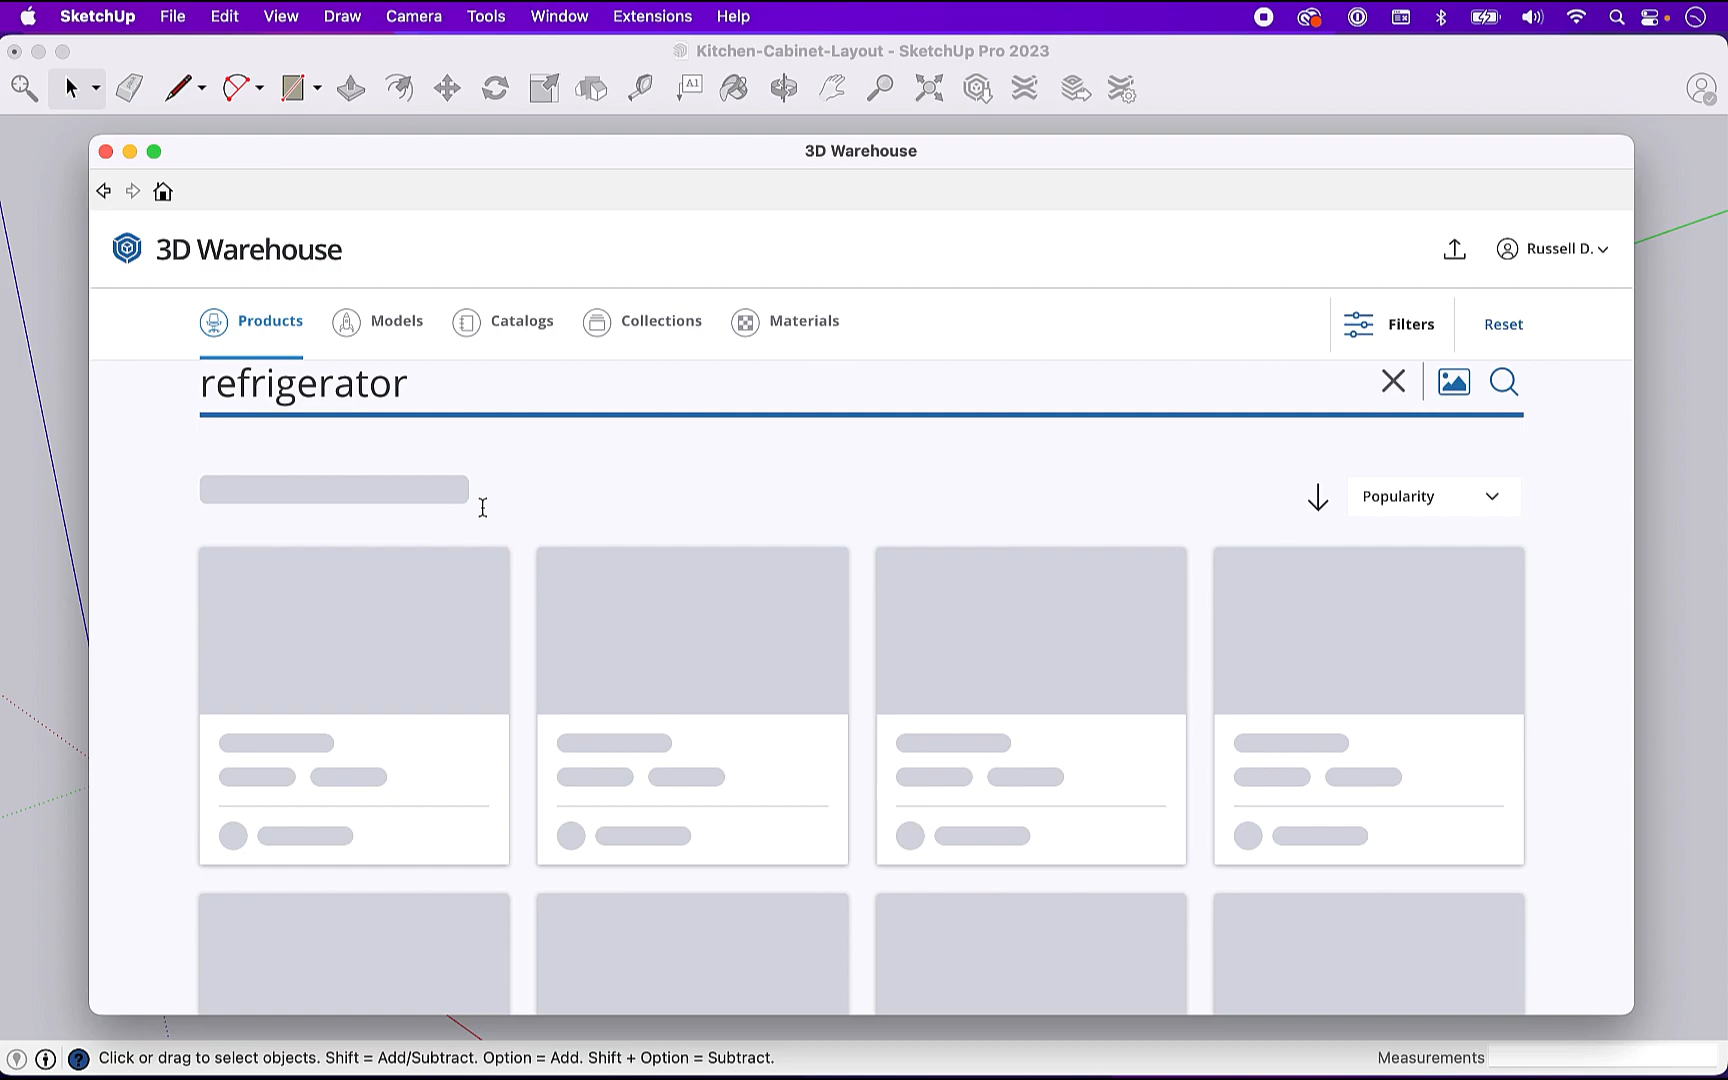 SketchUp File Edit View Draw Camera Tools Window Extensions Help
Kitchen-Cabinet-Layout - SketchUp Pro 2023
A1
3D Warehouse
3D Warehouse
Russell D.
Products Models Catalogs Collections Materials Filters Reset
refrigerator
Popularity
Click or drag to select objects. Shift = Add/Subtract. Option = Add. Shift + Option = Subtract. Measurements